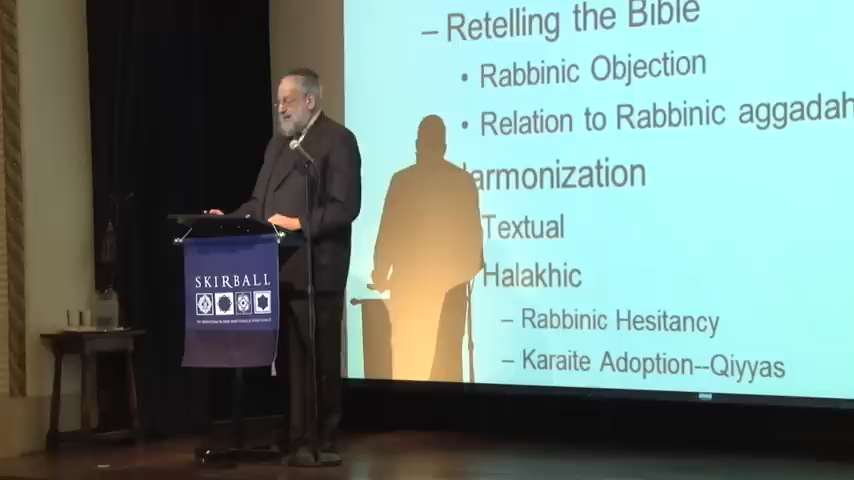 – Retelling the Bible
• Rabbinic Objection
• Relation to Rabbinic aggadah
armonization
Textual
Halakhic
– Rabbinic Hesitancy
– Karaite Adoption--Qiyyas
SKIRBALL